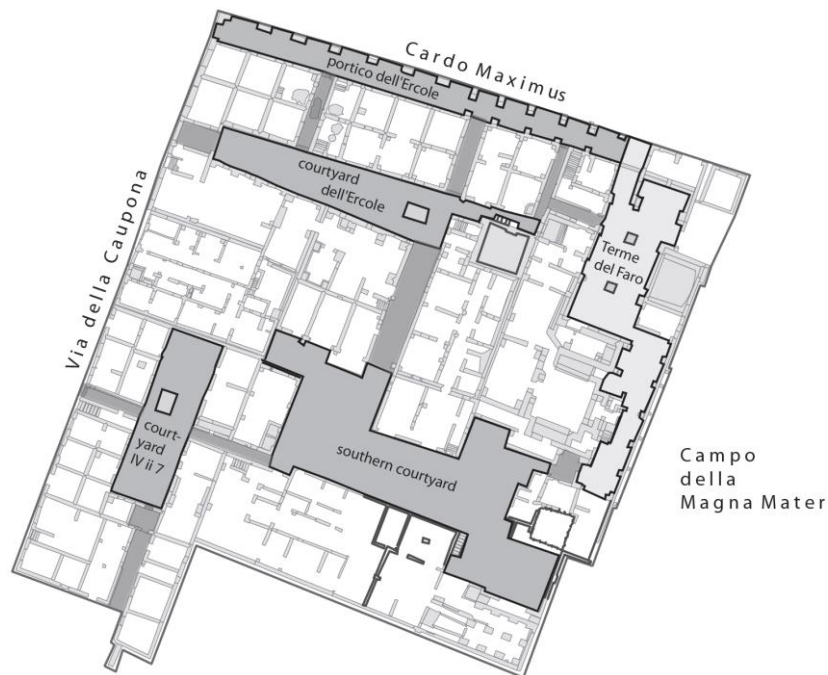 Cardo Maximus
portico dell'Ercole
courtyard
dell'Ercole
Via della Caupona
Terme
del Faro
court-
yard
IV ii 7
southern courtyard
Campo
della
Magna Mater